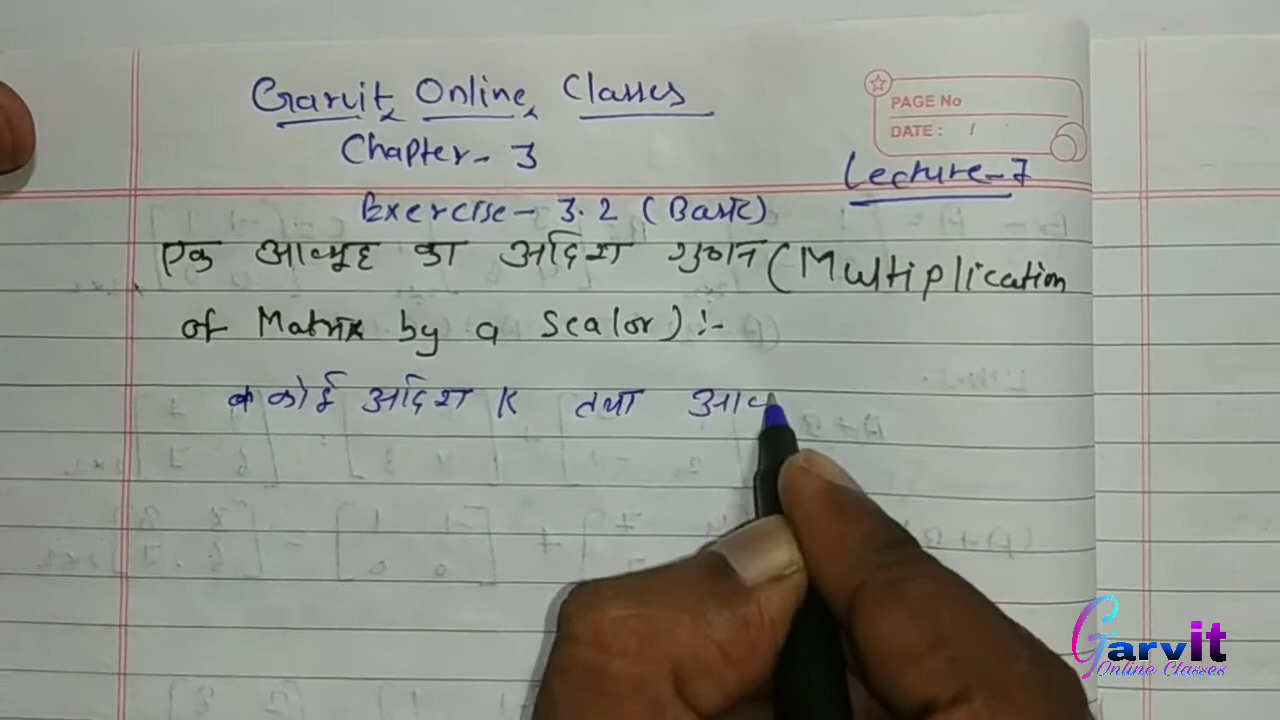 Garvit Online Classes
PAGE No
DATE : /
Chapter - 3
Lecture - 7
Exercise - 3.2 (Basic)
एक आव्यूह का अदिश गुणन (Multiplication
of Matrix by a Scalor) :-
कोई अदिश K तथा आव
Garvit
Online Classes